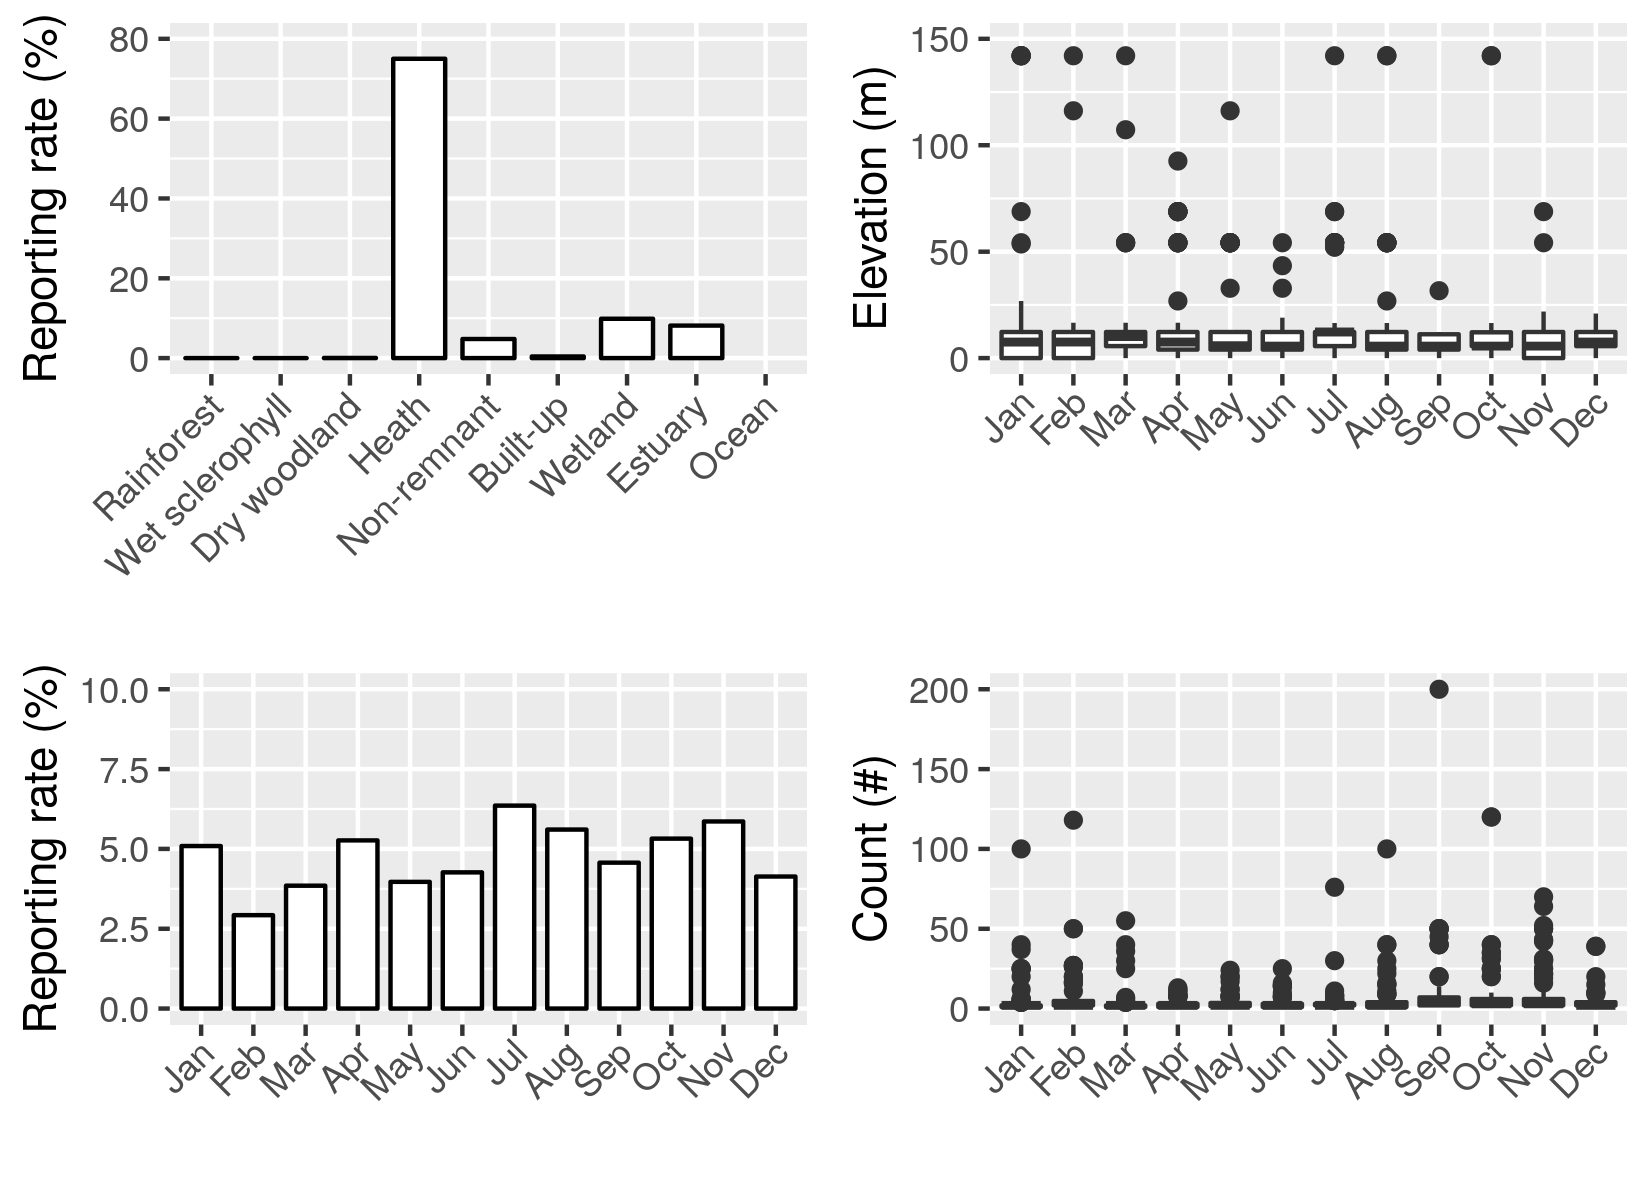 Reporting rate (%)
80
60
40
20
0
Rainforest
Wet sclerophyll
Dry woodland
Heath
Non-remnant
Built-up
Wetland
Estuary
Ocean
Elevation (m)
150
100
50
0
Jan
Feb
Mar
Apr
May
Jun
Jul
Aug
Sep
Oct
Nov
Dec
Reporting rate (%)
10.0
7.5
5.0
2.5
0.0
Jan
Feb
Mar
Apr
May
Jun
Jul
Aug
Sep
Oct
Nov
Dec
Count (#)
200
150
100
50
0
Jan
Feb
Mar
Apr
May
Jun
Jul
Aug
Sep
Oct
Nov
Dec